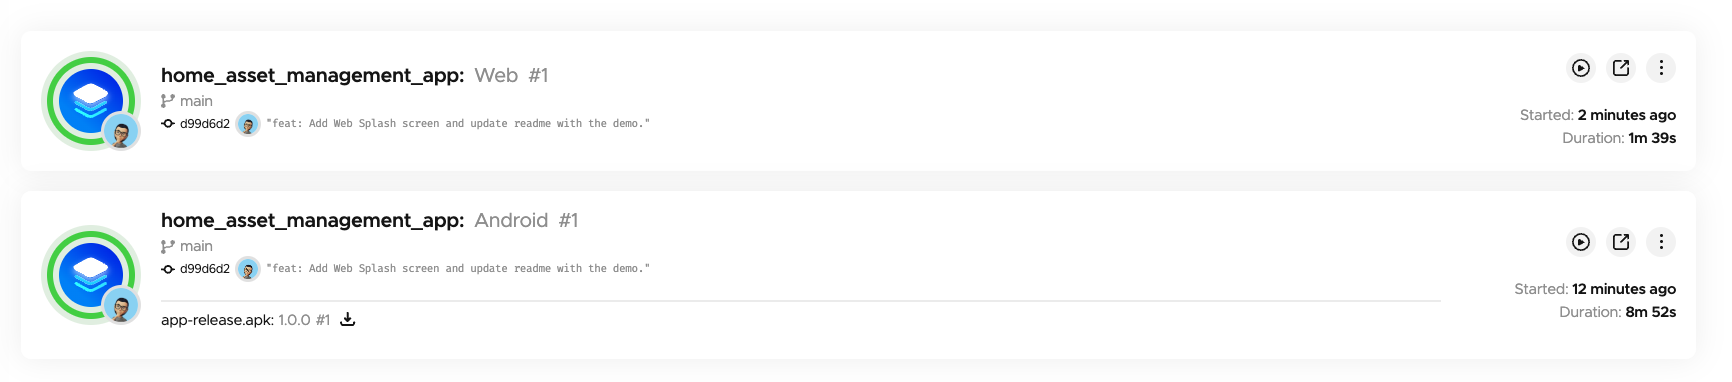 home_asset_management_app: Web #1
main
d99d6d2 "feat: Add Web Splash screen and update readme with the demo."
Started: 2 minutes ago
Duration: 1m 39s
home_asset_management_app: Android #1
main
d99d6d2 "feat: Add Web Splash screen and update readme with the demo."
app-release.apk: 1.0.0 #1
Started: 12 minutes ago
Duration: 8m 52s